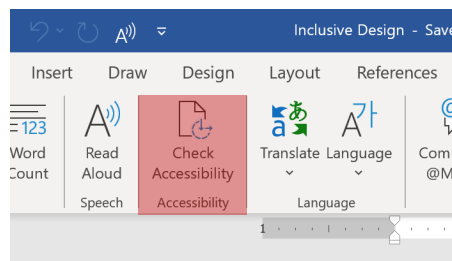 Inclusive Design - Save
Insert Draw Design Layout References
123
Word Count
Read Aloud
Check Accessibility
Translate
Language
Com
@M
Speech
Accessibility
Language
1